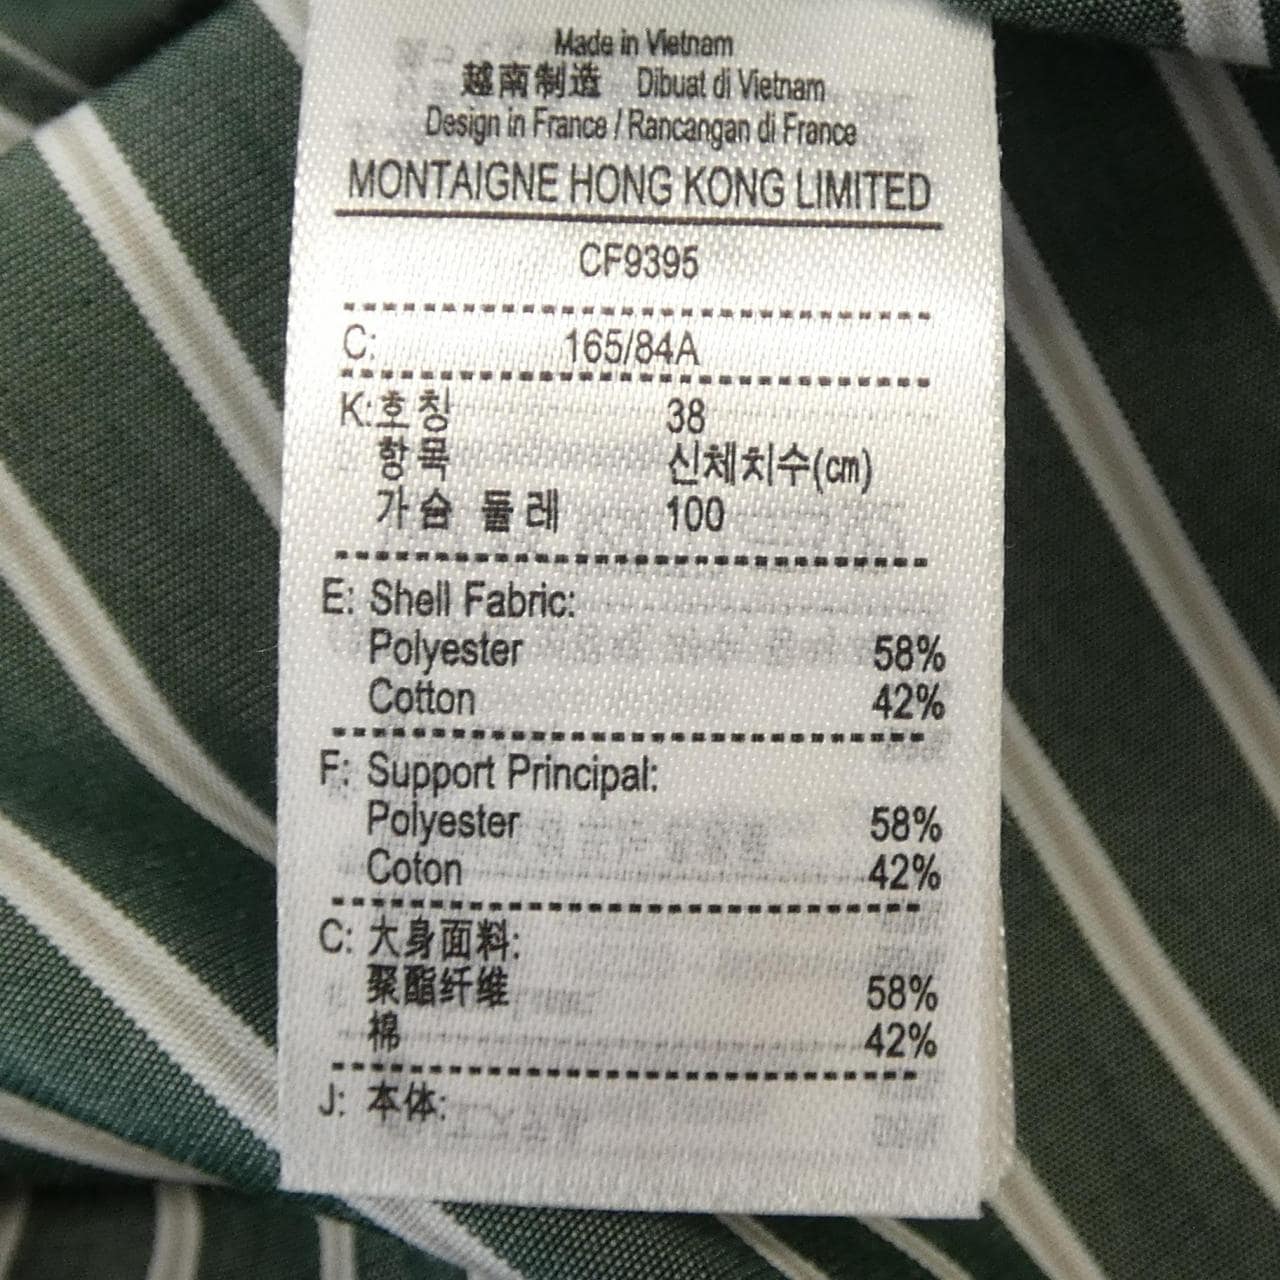 Made in Vietnam
越南制造 Dibuat di Vietnam
Design in France / Rancangan di France
MONTAIGNE HONG KONG LIMITED
CF9395
C: 165/84A
K:호칭 38
항목 신체치수(cm)
가슴 둘레 100
E: Shell Fabric:
Polyester 58%
Cotton 42%
F: Support Principal:
Polyester 58%
Coton 42%
C: 大身面料:
聚酯纤维 58%
棉 42%
J: 本体: